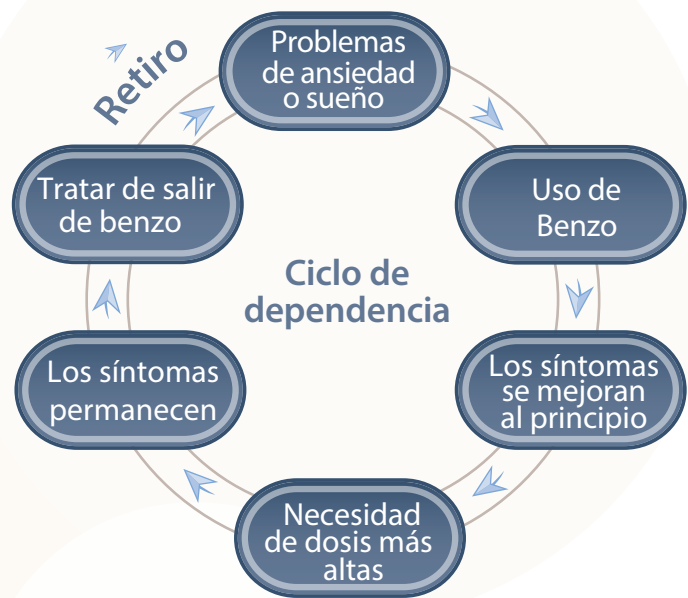 Problemas
de ansiedad
o sueño
Uso de
Benzo
Los síntomas
se mejoran
al principio
Necesidad
de dosis más
altas
Los síntomas
permanecen
Tratar de salir
de benzo
Retiro
Ciclo de
dependencia